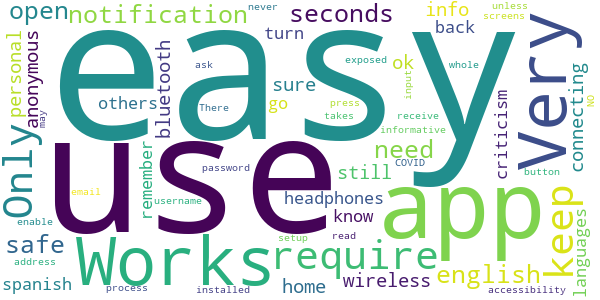 open
notification
seconds
info
never
unless
screens
personal
anonymous
may
easy
turn
back
very
others
bluetooth
ask
There
sure
go
exposed
ok
press
takes
input
whole
receive
informative
criticism
connecting
NO
Only
use
app
need
COVID
button
remember
password
still
keep
languages
email
username
headphones
know
enable
setup
read
safe
Works
require
english
address
spanish
process
installed
home
wireless
accessibility